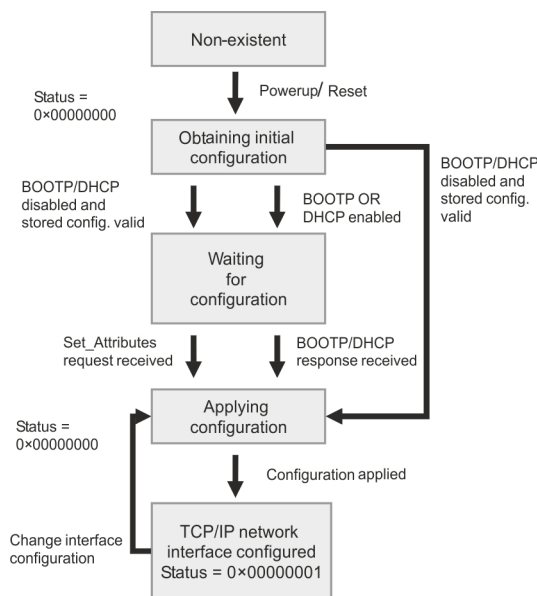 Non-existent
Status =
0×00000000
Powerup/ Reset
Obtaining initial
configuration
BOOTP/DHCP
disabled and
stored config. valid
BOOTP OR
DHCP enabled
BOOTP/DHCP
disabled and
stored config.
valid
Waiting
for
configuration
Set_Attributes
request received
BOOTP/DHCP
response received
Applying
configuration
Status =
0×00000000
Configuration applied
Change interface
configuration
TCP/IP network
interface configured
Status = 0×00000001